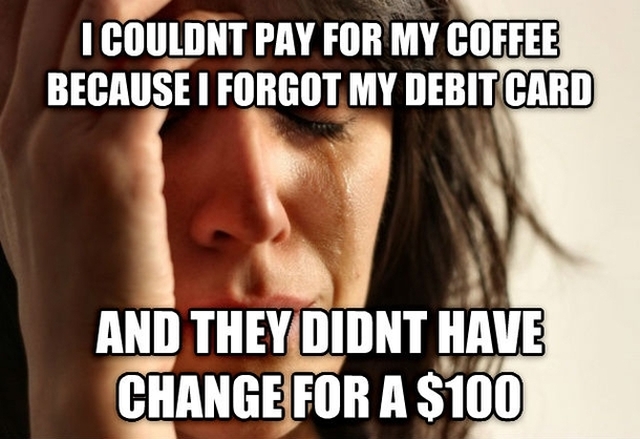 I COULDNT PAY FOR MY COFFEE
BECAUSE I FORGOT MY DEBIT CARD
AND THEY DIDNT HAVE
CHANGE FOR A $100